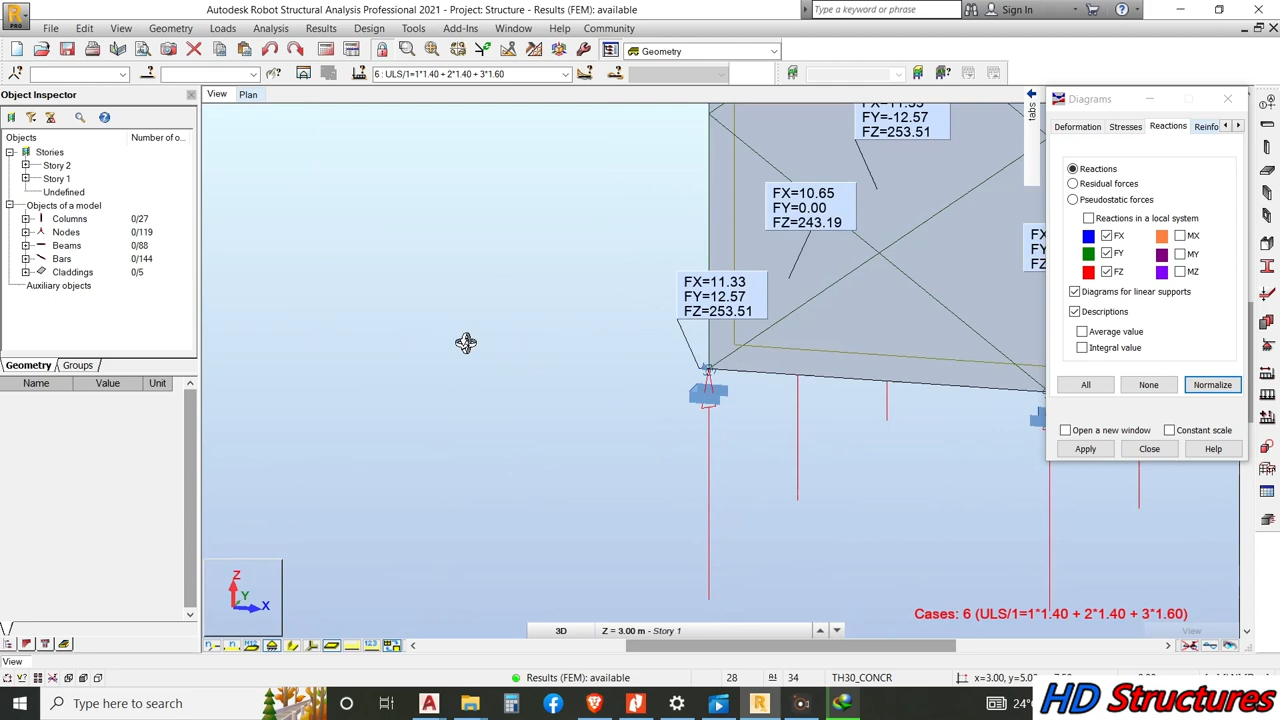 Autodesk Robot Structural Analysis Professional 2021 - Project: Structure - Results (FEM): available
Type a keyword or phrase
Sign In
File Edit View Geometry Loads Analysis Results Design Tools Add-Ins Window Help Community
Geometry
6 : ULS/1=1*1.40 + 2*1.40 + 3*1.60
Object Inspector
View Plan
Objects Number of o...
Stories
Story 2
Story 1
Undefined
Objects of a model
Columns 0/27
Nodes 0/119
Beams 0/88
Bars 0/144
Claddings 0/5
Auxiliary objects
Geometry Groups
Name Value Unit
FY=-12.57
FZ=253.51
FX=10.65
FY=0.00
FZ=243.19
FX=11.33
FY=12.57
FZ=253.51
tabs
Diagrams
Deformation Stresses Reactions Reinfo
Reactions
Residual forces
Pseudostatic forces
Reactions in a local system
FX MX
FY MY
FZ MZ
Diagrams for linear supports
Descriptions
Average value
Integral value
All None Normalize
Open a new window Constant scale
Apply Close Help
Z
Y
X
Cases: 6 (ULS/1=1*1.40 + 2*1.40 + 3*1.60)
3D Z = 3.00 m - Story 1
View
View
Results (FEM): available 28 34 TH30_CONCR
Type here to search
24°
HD Structures